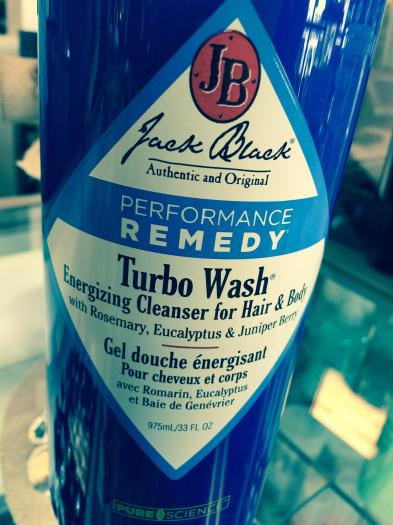 JB
Jack Black®
Authentic and Original
PERFORMANCE
REMEDY
Turbo Wash®
Energizing Cleanser for Hair & Body
with Rosemary, Eucalyptus & Juniper Berry
Gel douche énergisant
Pour cheveux et corps
avec Romarin, Eucalyptus
et Baie de Genévrier
975mL/33 FL OZ
PURE SCIENCE